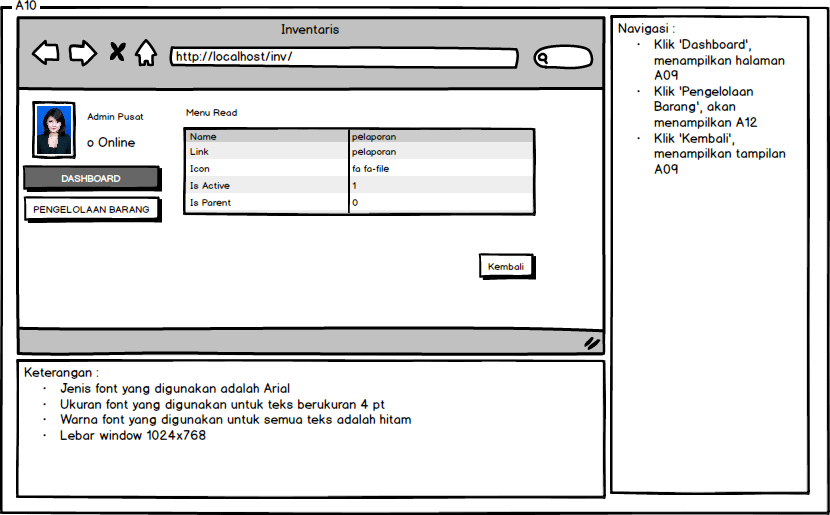 A10
Inventaris
http://localhost/inv/
Admin Pusat
o Online
DASHBOARD
PENGELOLAAN BARANG
Menu Read
Name pelaporan
Link pelaporan
Icon fa fa-file
Is Active 1
Is Parent 0
Kembali
Navigasi :
· Klik 'Dashboard',
menampilkan halaman
A09
· Klik 'Pengelolaan
Barang', akan
menampilkan A12
· Klik 'Kembali',
menampilkan tampilan
A09
Keterangan :
· Jenis font yang digunakan adalah Arial
· Ukuran font yang digunakan untuk teks berukuran 4 pt
· Warna font yang digunakan untuk semua teks adalah hitam
· Lebar window 1024x768